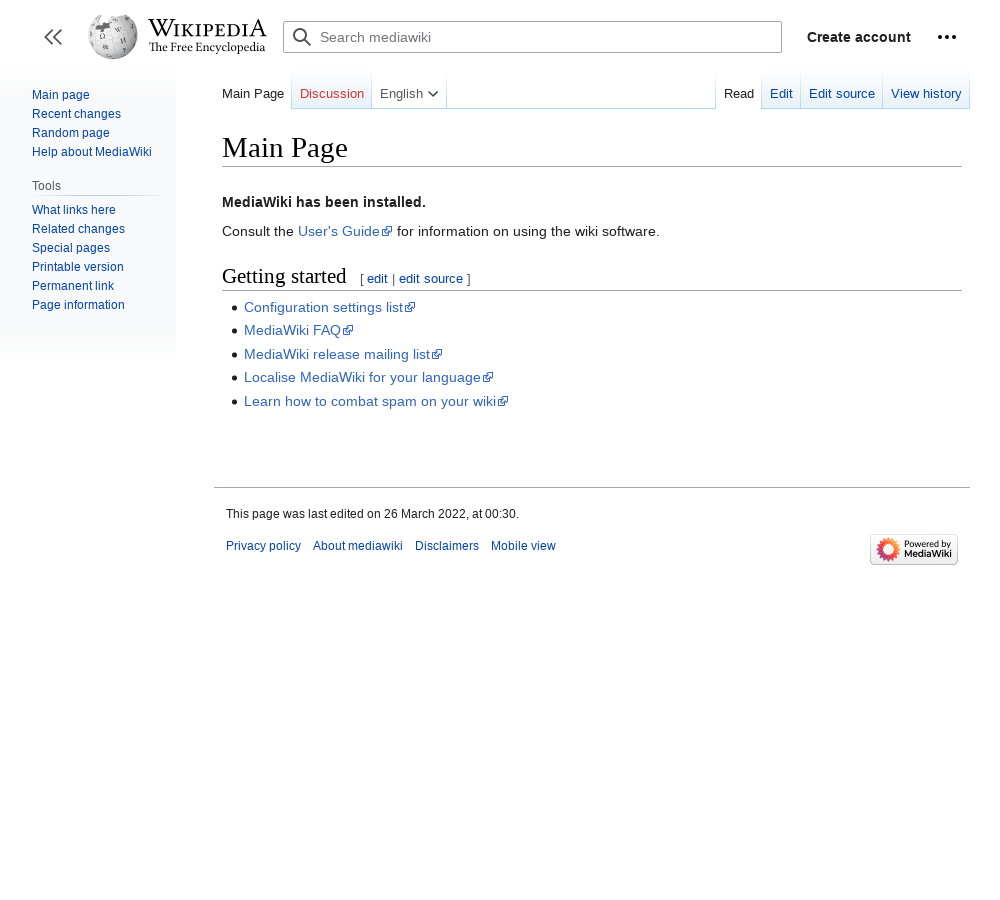 WIKIPEDIA
The Free Encyclopedia
Search mediawiki
Create account
Main page
Recent changes
Random page
Help about MediaWiki
Tools
What links here
Related changes
Special pages
Printable version
Permanent link
Page information
Main Page
Discussion
English
Read
Edit
Edit source
View history
Main Page
MediaWiki has been installed.
Consult the User's Guide for information on using the wiki software.
Getting started [ edit | edit source ]
Configuration settings list
MediaWiki FAQ
MediaWiki release mailing list
Localise MediaWiki for your language
Learn how to combat spam on your wiki
This page was last edited on 26 March 2022, at 00:30.
Privacy policy
About mediawiki
Disclaimers
Mobile view
Powered by
MediaWiki